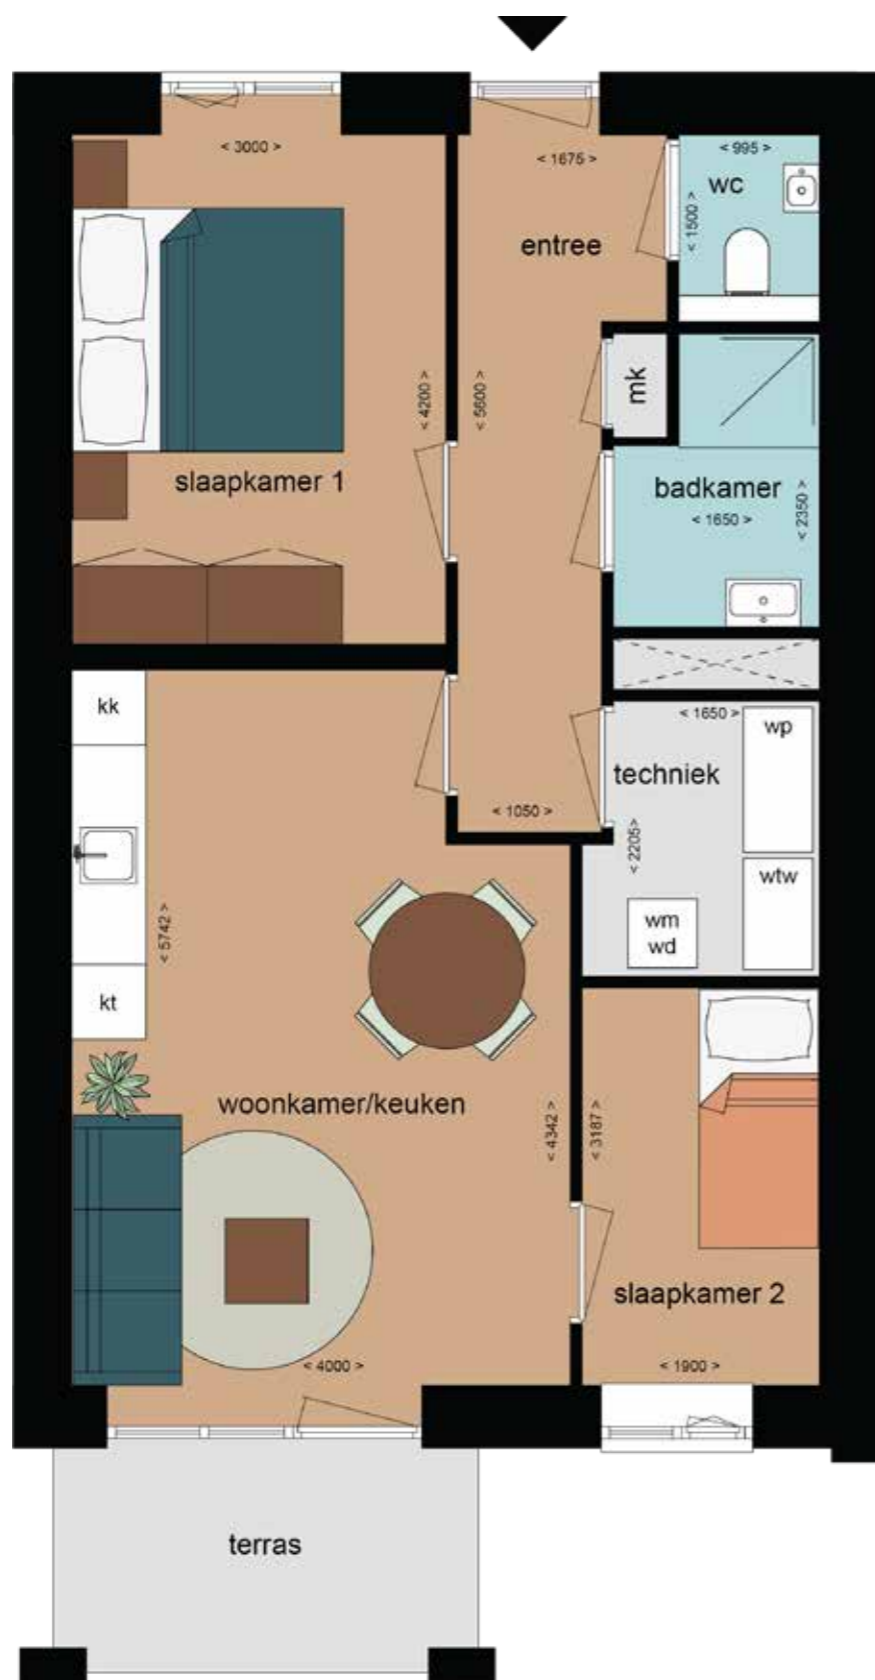 < 3000 >
< 1675 >
< 995 >
wc
< 1500 >
entree
< 4200 >
< 5600 >
mk
slaapkamer 1
badkamer
< 1650 >
< 2350 >
kk
< 1650 >
wp
techniek
< 1050 >
< 2205>
wtw
wm
wd
< 5742 >
kt
woonkamer/keuken
< 4342 >
< 3187 >
slaapkamer 2
< 4000 >
< 1900 >
terras